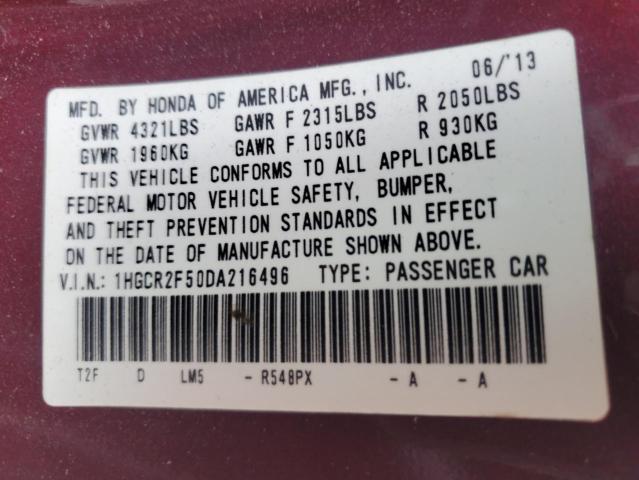 MFD. BY HONDA OF AMERICA MFG., INC. 06/'13
GVWR 4321LBS GAWR F 2315LBS R 2050LBS
GVWR 1960KG GAWR F 1050KG R 930KG
THIS VEHICLE CONFORMS TO ALL APPLICABLE
FEDERAL MOTOR VEHICLE SAFETY, BUMPER,
AND THEFT PREVENTION STANDARDS IN EFFECT
ON THE DATE OF MANUFACTURE SHOWN ABOVE.
V.I.N.: 1HGCR2F50DA216496 TYPE: PASSENGER CAR
T2F D LM5 - R548PX - A - A